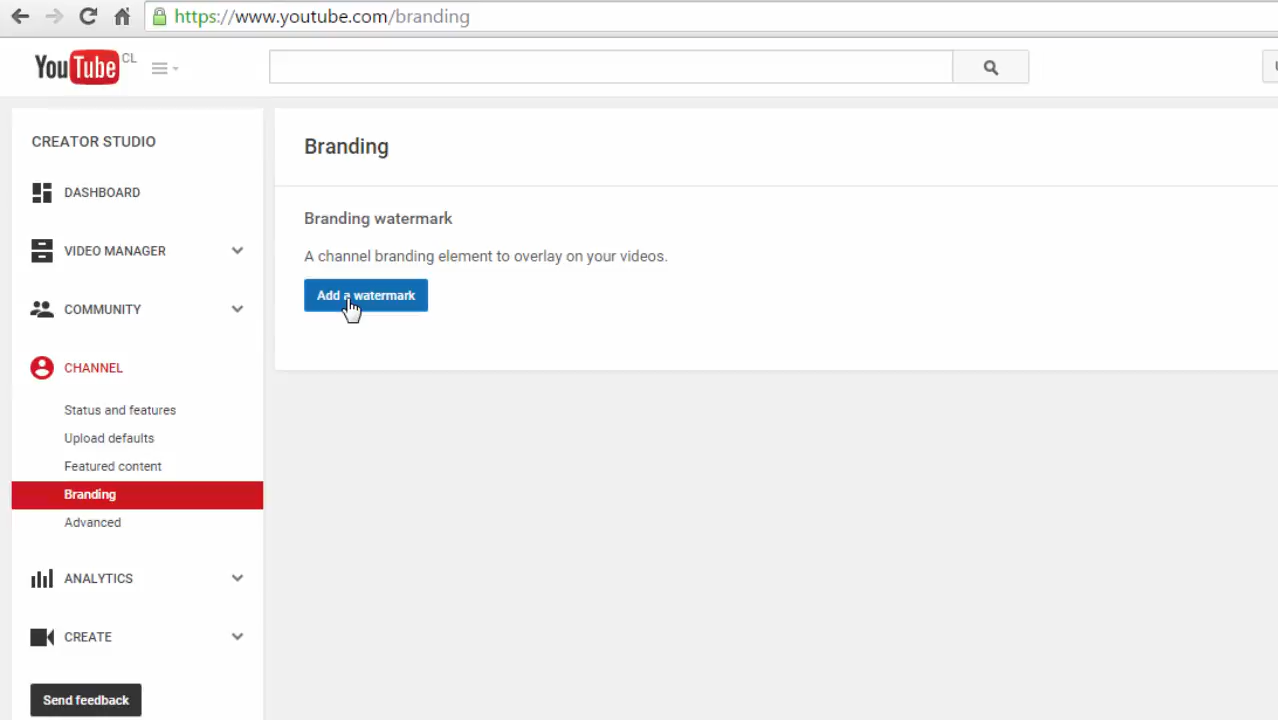 https://www.youtube.com/branding
YouTube CL
CREATOR STUDIO
DASHBOARD
VIDEO MANAGER
COMMUNITY
CHANNEL
Status and features
Upload defaults
Featured content
Branding
Advanced
ANALYTICS
CREATE
Send feedback
Branding
Branding watermark
A channel branding element to overlay on your videos.
Add a watermark